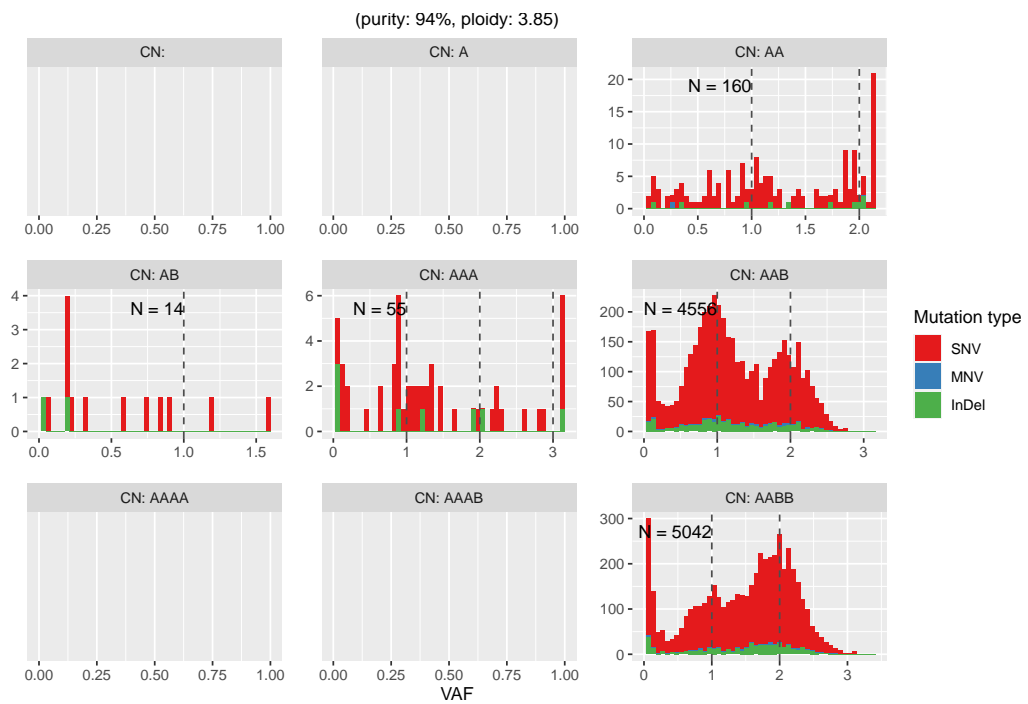 (purity: 94%, ploidy: 3.85)
CN:
CN: A
CN: AA
N = 160
20
15
10
5
0
0.00 0.25 0.50 0.75 1.00
0.00 0.25 0.50 0.75 1.00
0.0 0.5 1.0 1.5 2.0
CN: AB
CN: AAA
CN: AAB
N = 14
N = 55
N = 4556
4
3
2
1
0
6
4
2
0
200
150
100
50
0
0.0 0.5 1.0 1.5
0 1 2 3
0 1 2 3
Mutation type
SNV
MNV
InDel
CN: AAAA
CN: AAAB
CN: AABB
N = 5042
300
200
100
0
0.00 0.25 0.50 0.75 1.00
0.00 0.25 0.50 0.75 1.00
0 1 2 3
VAF